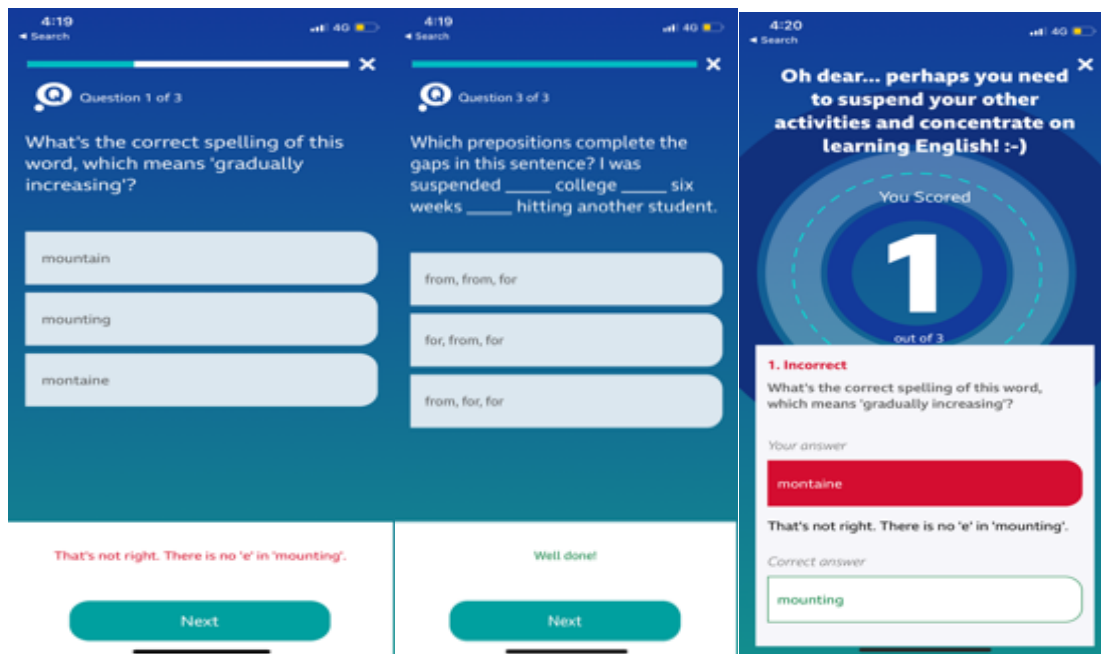 4:19
4G
◄ Search
Q
Question 1 of 3
What's the correct spelling of this
word, which means 'gradually
increasing'?
mountain
mounting
montaine
That's not right. There is no 'e' in 'mounting'.
Next
4:19
4G
◄ Search
Q
Question 3 of 3
Which prepositions complete the
gaps in this sentence? I was
suspended _____ college _____ six
weeks _____ hitting another student.
from, from, for
for, from, for
from, for, for
Well done!
Next
4:20
4G
◄ Search
Oh dear... perhaps you need
to suspend your other
activities and concentrate on
learning English! :-)
You Scored
1
out of 3
1. Incorrect
What's the correct spelling of this word,
which means 'gradually increasing'?
Your answer
montaine
That's not right. There is no 'e' in 'mounting'.
Correct answer
mounting